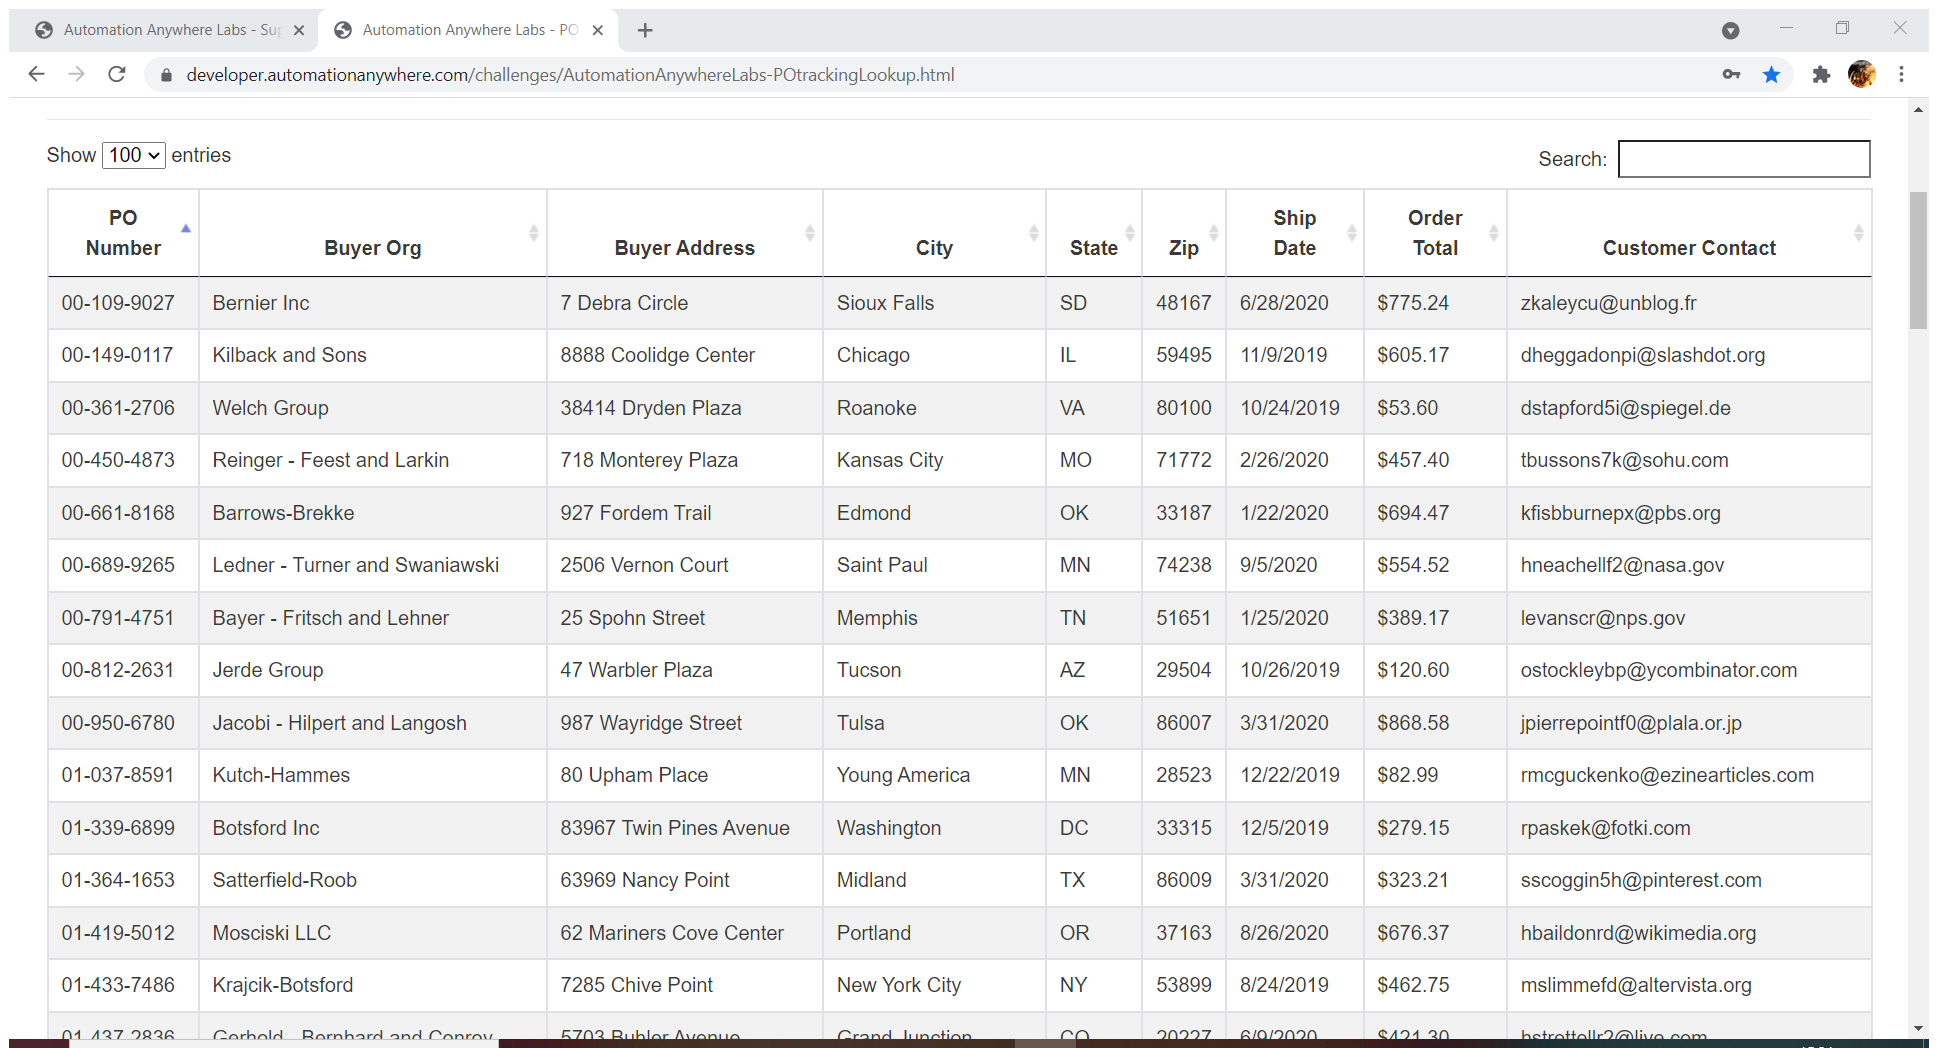 Automation Anywhere Labs - Sup
Automation Anywhere Labs - PO
developer.automationanywhere.com/challenges/AutomationAnywhereLabs-POtrackingLookup.html
Show 100 entries
Search:
PO Number Buyer Org Buyer Address City State Zip Ship Date Order Total Customer Contact
00-109-9027 Bernier Inc 7 Debra Circle Sioux Falls SD 48167 6/28/2020 $775.24 zkaleycu@unblog.fr
00-149-0117 Kilback and Sons 8888 Coolidge Center Chicago IL 59495 11/9/2019 $605.17 dheggadonpi@slashdot.org
00-361-2706 Welch Group 38414 Dryden Plaza Roanoke VA 80100 10/24/2019 $53.60 dstapford5i@spiegel.de
00-450-4873 Reinger - Feest and Larkin 718 Monterey Plaza Kansas City MO 71772 2/26/2020 $457.40 tbussons7k@sohu.com
00-661-8168 Barrows-Brekke 927 Fordem Trail Edmond OK 33187 1/22/2020 $694.47 kfisbburnepx@pbs.org
00-689-9265 Ledner - Turner and Swaniawski 2506 Vernon Court Saint Paul MN 74238 9/5/2020 $554.52 hneachellf2@nasa.gov
00-791-4751 Bayer - Fritsch and Lehner 25 Spohn Street Memphis TN 51651 1/25/2020 $389.17 levanscr@nps.gov
00-812-2631 Jerde Group 47 Warbler Plaza Tucson AZ 29504 10/26/2019 $120.60 ostockleybp@ycombinator.com
00-950-6780 Jacobi - Hilpert and Langosh 987 Wayridge Street Tulsa OK 86007 3/31/2020 $868.58 jpierrepointf0@plala.or.jp
01-037-8591 Kutch-Hammes 80 Upham Place Young America MN 28523 12/22/2019 $82.99 rmcguckenko@ezinearticles.com
01-339-6899 Botsford Inc 83967 Twin Pines Avenue Washington DC 33315 12/5/2019 $279.15 rpaskek@fotki.com
01-364-1653 Satterfield-Roob 63969 Nancy Point Midland TX 86009 3/31/2020 $323.21 sscoggin5h@pinterest.com
01-419-5012 Mosciski LLC 62 Mariners Cove Center Portland OR 37163 8/26/2020 $676.37 hbaildonrd@wikimedia.org
01-433-7486 Krajcik-Botsford 7285 Chive Point New York City NY 53899 8/24/2019 $462.75 mslimmefd@altervista.org
01-437-2836 Gerhold - Bernhard and Conroy 5703 Buhler Avenue Grand Junction CO 20227 6/9/2020 $421.30 hstrettellr2@live.com